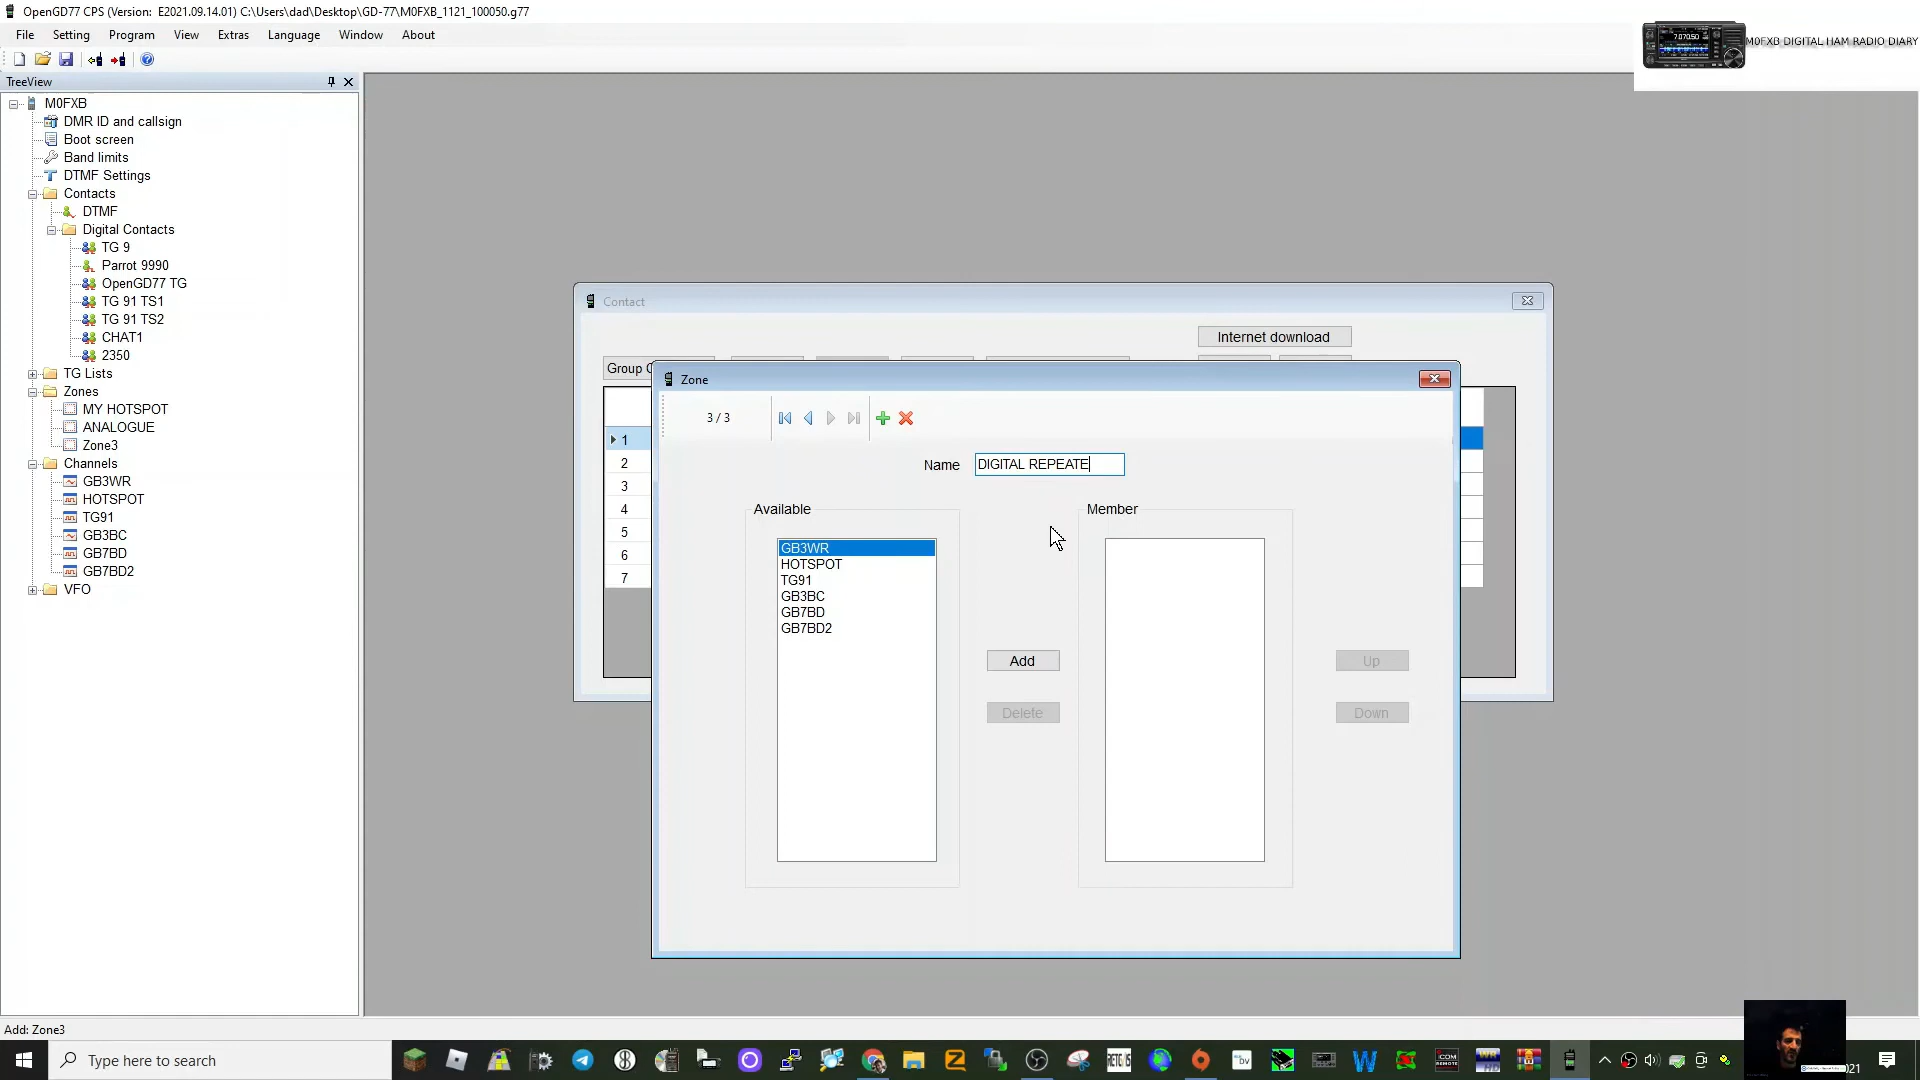 OpenGD77 CPS (Version: E2021.09.14.01) C:\Users\dad\Desktop\GD-77\M0FXB_1121_100050.g77
File Setting Program View Extras Language Window About
7.070.50
M0FXB DIGITAL HAM RADIO DIARY
TreeView
M0FXB
DMR ID and callsign
Boot screen
Band limits
DTMF Settings
Contacts
DTMF
Digital Contacts
TG 9
Parrot 9990
OpenGD77 TG
TG 91 TS1
TG 91 TS2
CHAT1
2350
TG Lists
Zones
MY HOTSPOT
ANALOGUE
Zone3
Channels
GB3WR
HOTSPOT
TG91
GB3BC
GB7BD
GB7BD2
VFO
Contact
Internet download
Group C
1
2
3
4
5
6
7
Zone
3 / 3
Name DIGITAL REPEATE
Available
GB3WR
HOTSPOT
TG91
GB3BC
GB7BD
GB7BD2
Add
Delete
Member
Up
Down
Add: Zone3
Type here to search